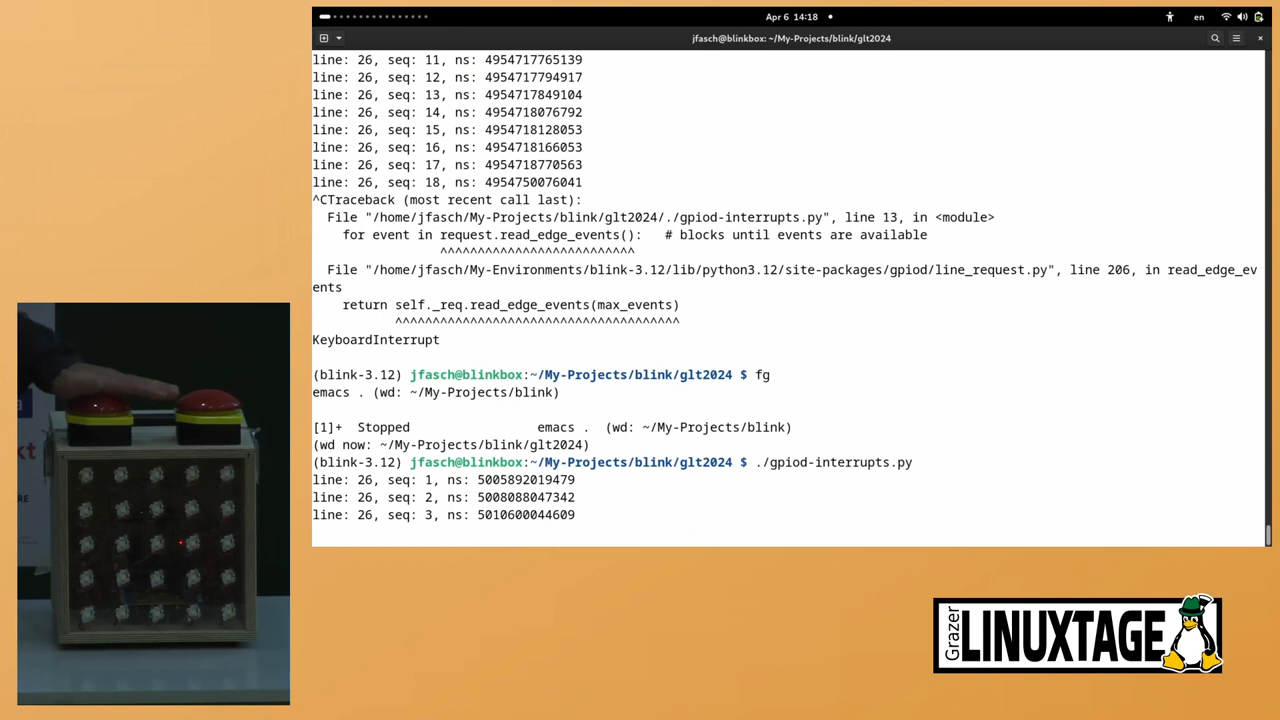 Apr 6 14:18
en
jfasch@blinkbox: ~/My-Projects/blink/glt2024
line: 26, seq: 11, ns: 4954717765139
line: 26, seq: 12, ns: 4954717794917
line: 26, seq: 13, ns: 4954717849104
line: 26, seq: 14, ns: 4954718076792
line: 26, seq: 15, ns: 4954718128053
line: 26, seq: 16, ns: 4954718166053
line: 26, seq: 17, ns: 4954718770563
line: 26, seq: 18, ns: 4954750076041
^CTraceback (most recent call last):
  File "/home/jfasch/My-Projects/blink/glt2024/./gpiod-interrupts.py", line 13, in <module>
    for event in request.read_edge_events():   # blocks until events are available
                 ^^^^^^^^^^^^^^^^^^^^^^^^^^
  File "/home/jfasch/My-Environments/blink-3.12/lib/python3.12/site-packages/gpiod/line_request.py", line 206, in read_edge_ev
ents
    return self._req.read_edge_events(max_events)
           ^^^^^^^^^^^^^^^^^^^^^^^^^^^^^^^^^^^^^^
KeyboardInterrupt
(blink-3.12) jfasch@blinkbox:~/My-Projects/blink/glt2024 $ fg
emacs . (wd: ~/My-Projects/blink)
[1]+  Stopped                 emacs .  (wd: ~/My-Projects/blink)
(wd now: ~/My-Projects/blink/glt2024)
(blink-3.12) jfasch@blinkbox:~/My-Projects/blink/glt2024 $ ./gpiod-interrupts.py
line: 26, seq: 1, ns: 5005892019479
line: 26, seq: 2, ns: 5008088047342
line: 26, seq: 3, ns: 5010600044609
Grazer
LINUXTAGE